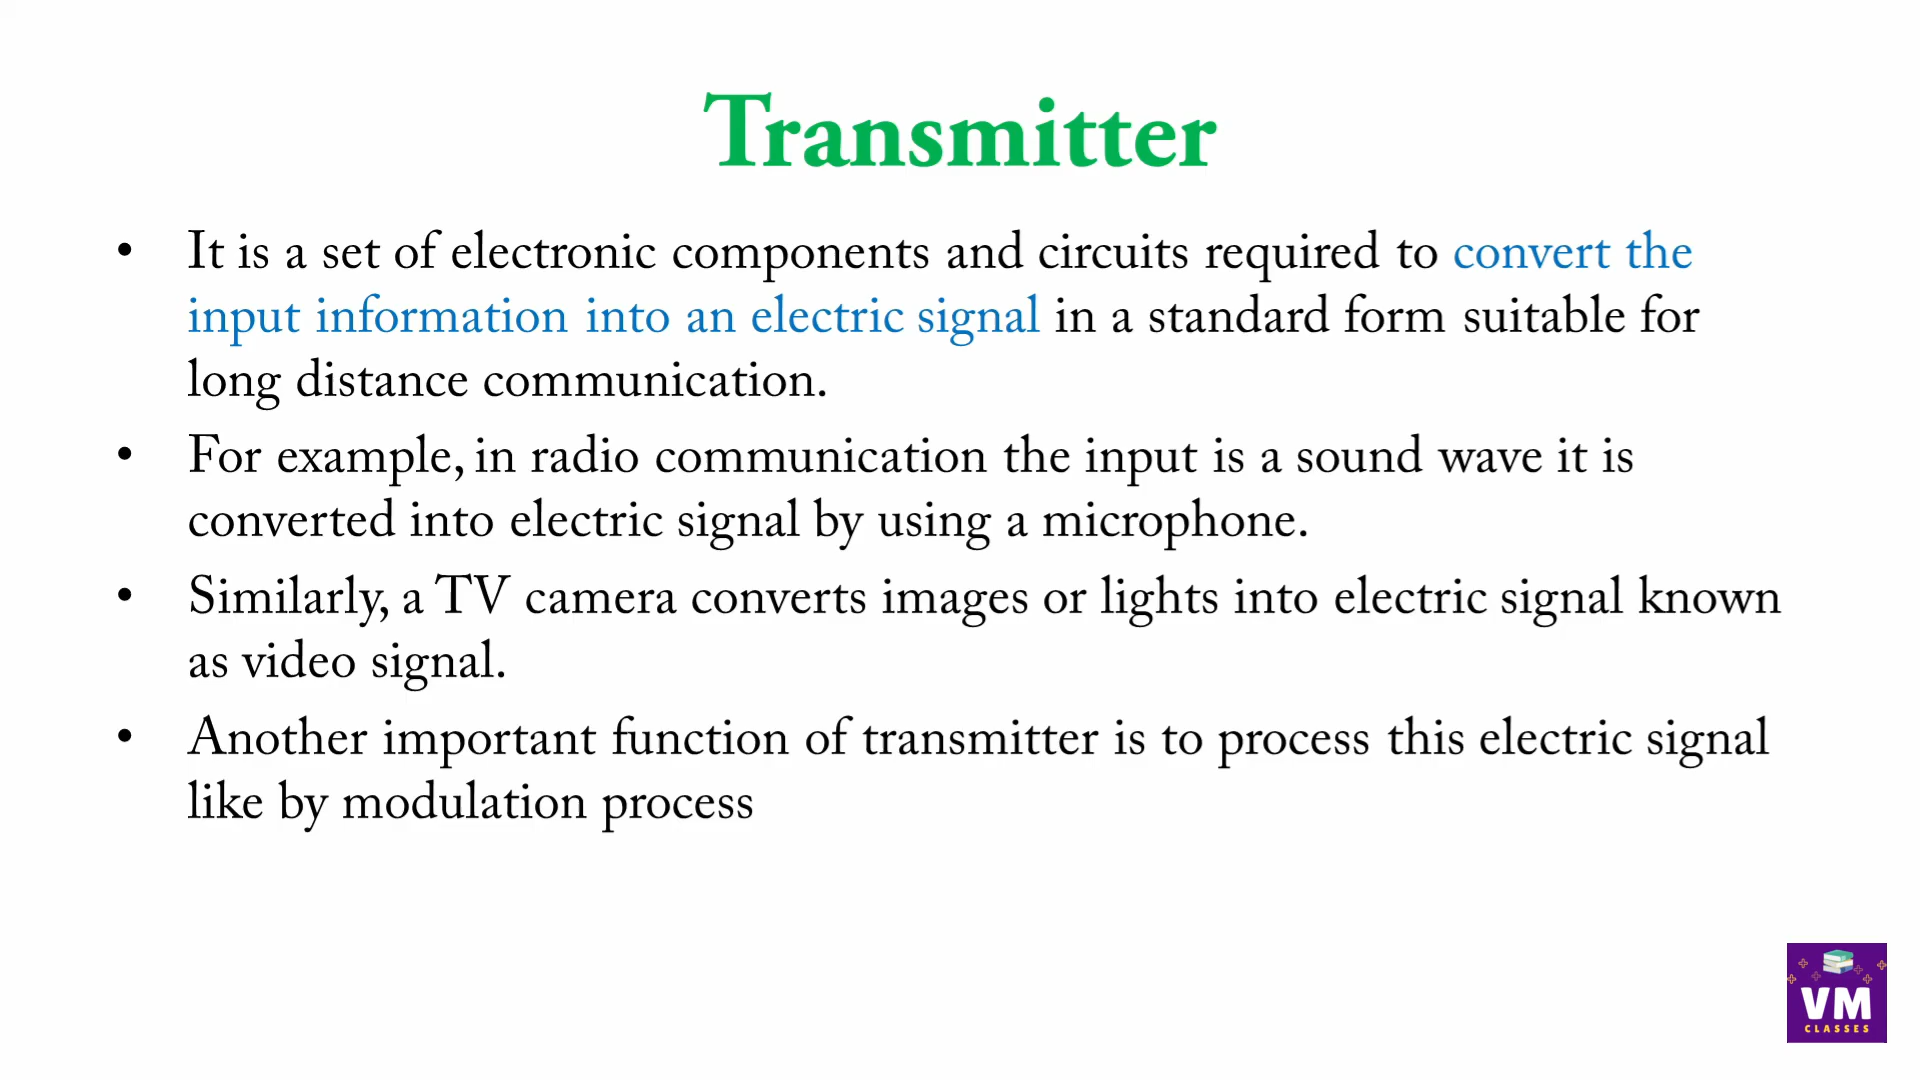 Transmitter
• It is a set of electronic components and circuits required to convert the
input information into an electric signal in a standard form suitable for
long distance communication.
• For example, in radio communication the input is a sound wave it is
converted into electric signal by using a microphone.
• Similarly, a TV camera converts images or lights into electric signal known
as video signal.
• Another important function of transmitter is to process this electric signal
like by modulation process
VM
CLASSES